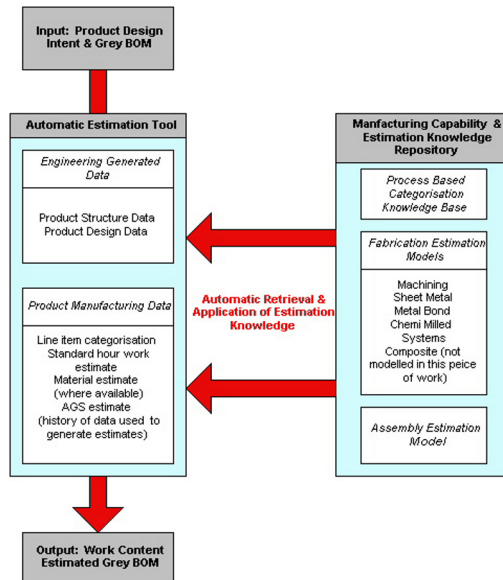 Input: Product Design
Intent & Grey BOM
Automatic Estimation Tool
Engineering Generated
Data
Product Structure Data
Product Design Data
Product Manufacturing Data
Line item categorisation
Standard hour work
estimate
Material estimate
(where available)
AGS estimate
(history of data used to
generate estimates)
Output: Work Content
Estimated Grey BOM
Automatic Retrieval &
Application of Estimation
Knowledge
Manfacturing Capability &
Estimation Knowledge
Repository
Process Based
Categorisation
Knowledge Base
Fabrication Estimation
Models
Machining
Sheet Metal
Metal Bond
Chemi Milled
Systems
Composite (not
modelled in this peice
of work)
Assembly Estimation
Model